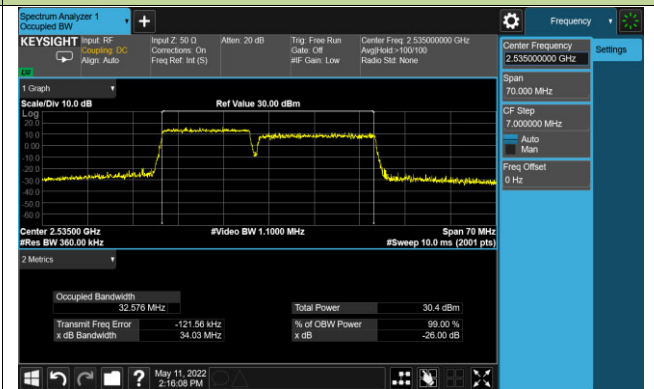 Spectrum Analyzer 1
Occupied BW
Frequency
KEYSIGHT
Input: RF
Coupling: DC
Align: Auto
Input Z: 50 Ω
Corrections: On
Freq Ref: Int (S)
Atten: 20 dB
Trig: Free Run
Gate: Off
#IF Gain: Low
Center Freq: 2.535000000 GHz
Avg|Hold:>100/100
Radio Std: None
Center Frequency
2.535000000 GHz
Settings
Span
70.000 MHz
CF Step
7.000000 MHz
Auto
Man
Freq Offset
0 Hz
1 Graph
Scale/Div 10.0 dB
Ref Value 30.00 dBm
Log
20.0
10.0
0.00
-10.0
-20.0
-30.0
-40.0
-50.0
-60.0
Center 2.53500 GHz
#Video BW 1.1000 MHz
Span 70 MHz
#Res BW 360.00 kHz
#Sweep 10.0 ms (2001 pts)
2 Metrics
Occupied Bandwidth
32.576 MHz
Total Power 30.4 dBm
Transmit Freq Error -121.56 kHz
% of OBW Power 99.00 %
x dB Bandwidth 34.03 MHz
x dB -26.00 dB
?
May 11, 2022
2:16:08 PM